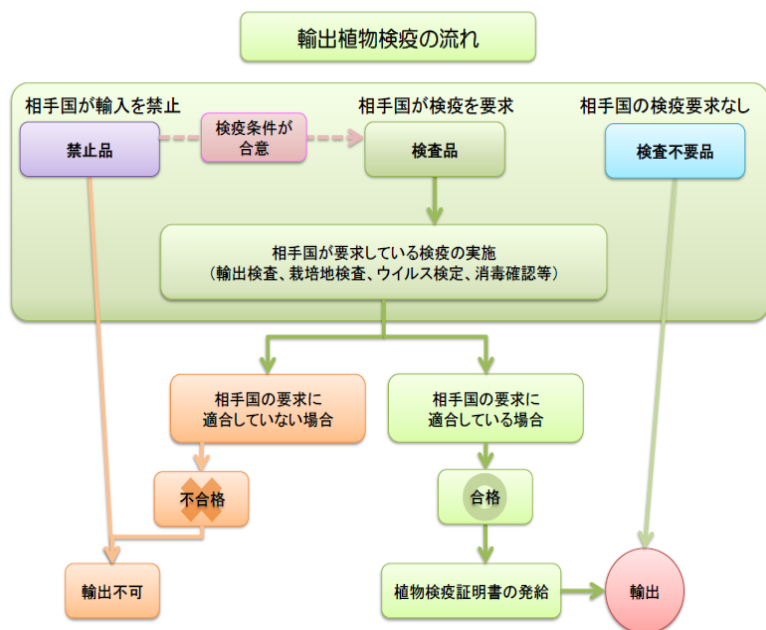 輸出植物検疫の流れ
相手国が輸入を禁止
相手国が検疫を要求
相手国の検疫要求なし
禁止品
検疫条件が
合意
検査品
検査不要品
相手国が要求している検疫の実施
（輸出検査、栽培地検査、ウイルス検定、消毒確認等）
相手国の要求に
適合していない場合
相手国の要求に
適合している場合
不合格
合格
輸出不可
植物検疫証明書の発給
輸出